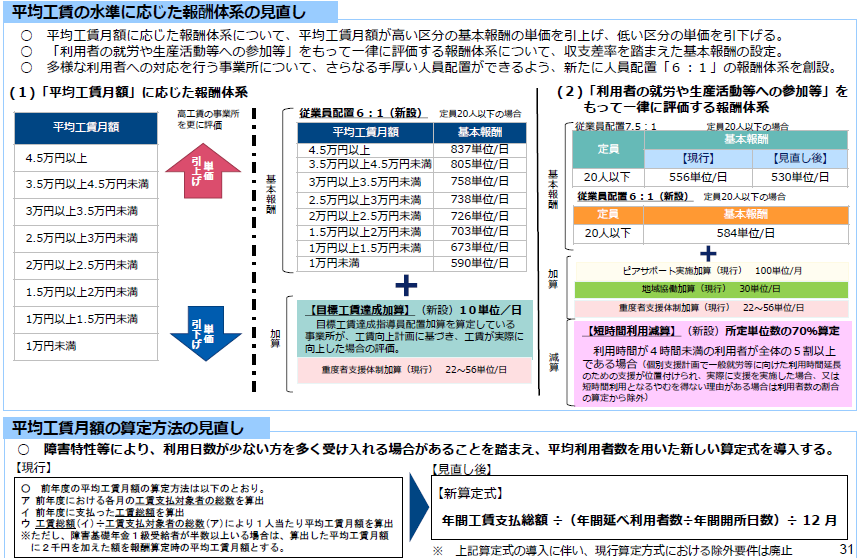 平均工賃の水準に応じた報酬体系の見直し
○　平均工賃月額に応じた報酬体系について、平均工賃月額が高い区分の基本報酬の単価を引上げ、低い区分の単価を引下げる。
○　「利用者の就労や生産活動等への参加等」をもって一律に評価する報酬体系について、収支差率を踏まえた基本報酬の設定。
○　多様な利用者への対応を行う事業所について、さらなる手厚い人員配置ができるよう、新たに人員配置「６：１」の報酬体系を創設。
(１)「平均工賃月額」に応じた報酬体系
平均工賃月額
4.5万円以上
3.5万円以上4.5万円未満
3万円以上3.5万円未満
2.5万円以上3万円未満
2万円以上2.5万円未満
1.5万円以上2万円未満
1万円以上1.5万円未満
1万円未満
高工賃の事業所
を更に評価
単価
引上げ
単価
引下げ
基本報酬
従業員配置６：１（新設）　定員20人以下の場合
平均工賃月額　基本報酬
4.5万円以上　837単位/日
3.5万円以上4.5万円未満　805単位/日
3万円以上3.5万円未満　758単位/日
2.5万円以上3万円未満　738単位/日
2万円以上2.5万円未満　726単位/日
1.5万円以上2万円未満　703単位/日
1万円以上1.5万円未満　673単位/日
1万円未満　590単位/日
＋
加算
【目標工賃達成加算】（新設）１０単位／日
目標工賃達成指導員配置加算を算定している
事業所が、工賃向上計画に基づき、工賃が実際に
向上した場合の評価。
重度者支援体制加算（現行）　22～56単位/日
(２)「利用者の就労や生産活動等への参加等」を
もって一律に評価する報酬体系
基本報酬
従業員配置7.5：1　定員20人以下の場合
定員　基本報酬
【現行】　【見直し後】
20人以下　556単位/日　530単位/日
従業員配置６：１（新設）　定員20人以下の場合
定員　基本報酬
20人以下　584単位/日
＋
加算
ピアサポート実施加算（現行）　100単位/月
地域協働加算（現行）　30単位/日
重度者支援体制加算（現行）　22～56単位/日
減算
【短時間利用減算】（新設）所定単位数の70％算定
利用時間が４時間未満の利用者が全体の５割以上
である場合（個別支援計画で一般就労等に向けた利用時間延長
のための支援が位置付けられ、実際に支援を実施した場合、又は
短時間利用となるやむを得ない理由がある場合は利用者数の割合
の算定から除外）
平均工賃月額の算定方法の見直し
○　障害特性等により、利用日数が少ない方を多く受け入れる場合があることを踏まえ、平均利用者数を用いた新しい算定式を導入する。
【現行】
○　前年度の平均工賃月額の算定方法は以下のとおり。
ア　前年度における各月の工賃支払対象者の総数を算出
イ　前年度に支払った工賃総額を算出
ウ　工賃総額（イ）÷工賃支払対象者の総数（ア）により１人当たり平均工賃月額を算出
※ただし、障害基礎年金１級受給者が半数以上いる場合は、算出した平均工賃月額
に２千円を加えた額を報酬算定時の平均工賃月額とする。
【見直し後】
【新算定式】
年間工賃支払総額 ÷（年間延べ利用者数÷年間開所日数）÷ 12 月
※　上記算定式の導入に伴い、現行算定方式における除外要件は廃止
31